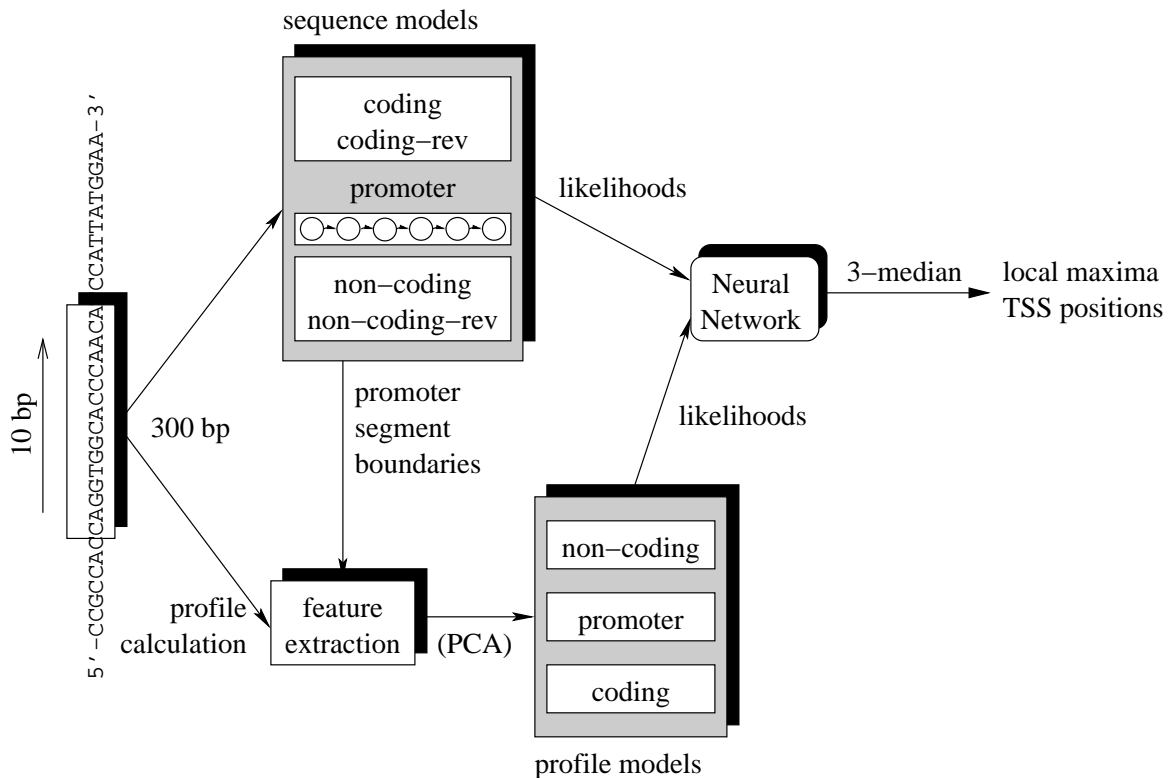 sequence models
coding
coding−rev
promoter
non−coding
non−coding−rev
likelihoods
Neural
Network
3−median
local maxima
TSS positions
5’−CCGCCACCAGGTGGCACCCAACACCATTATGGAA−3’
10 bp
300 bp
promoter
segment
boundaries
likelihoods
profile
calculation
feature
extraction
(PCA)
non−coding
promoter
coding
profile models